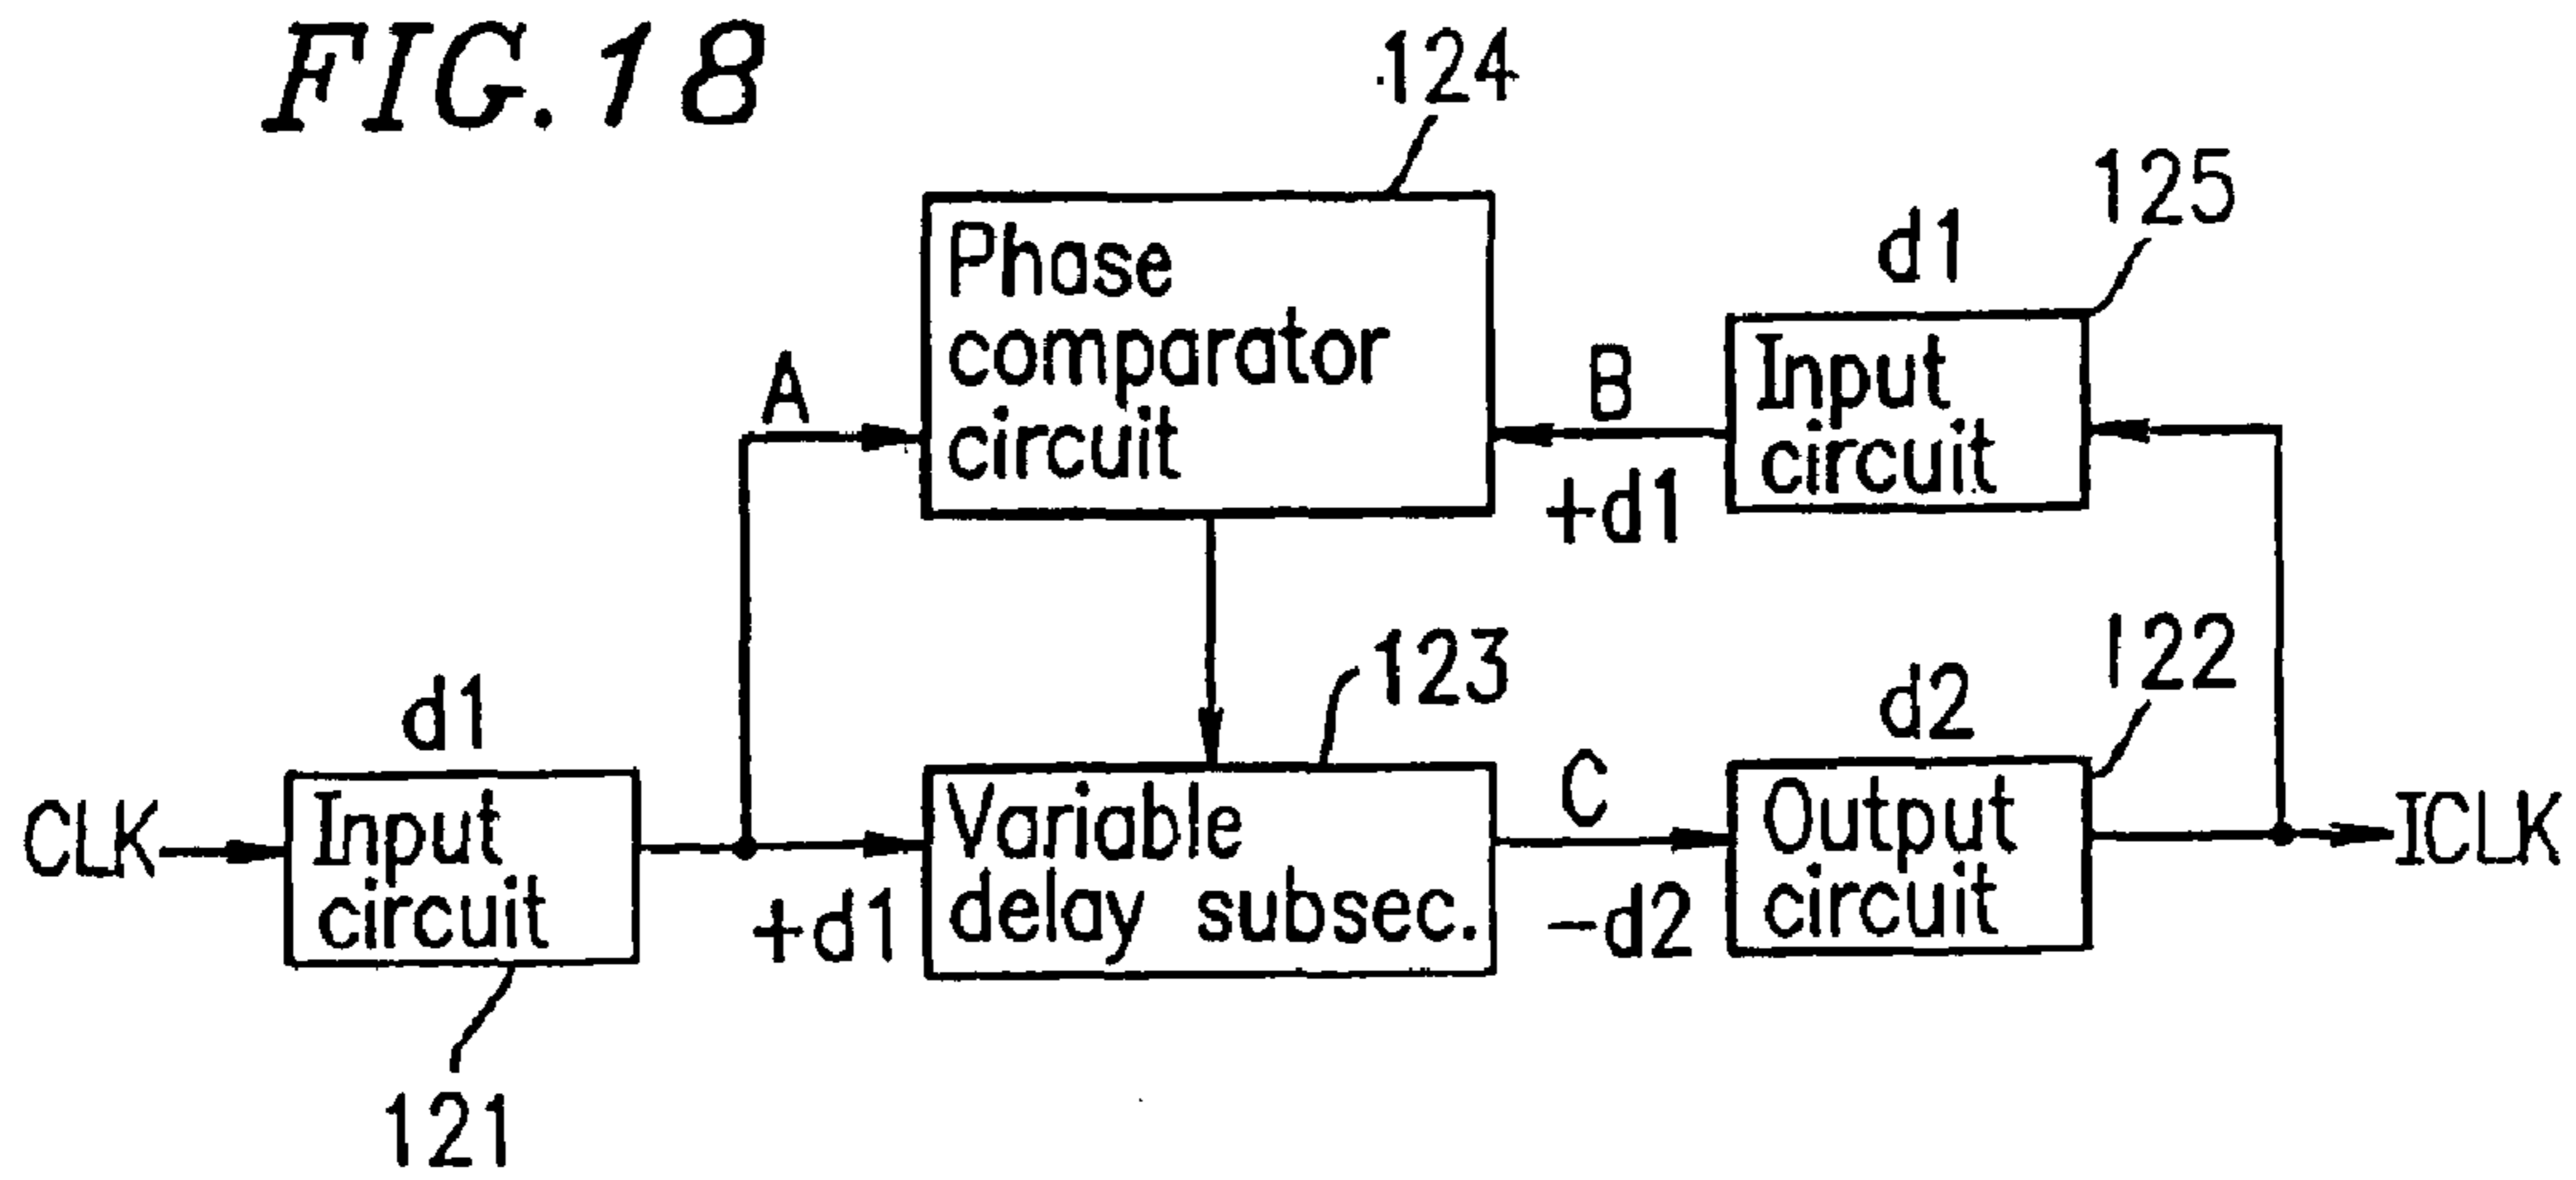 FIG.18
124
125
Phase
comparator
circuit
d1
Input
circuit
A
B
+d1
123
122
d1
d2
CLK
Input
circuit
+d1
Variable
delay subsec.
C
-d2
Output
circuit
ICLK
121